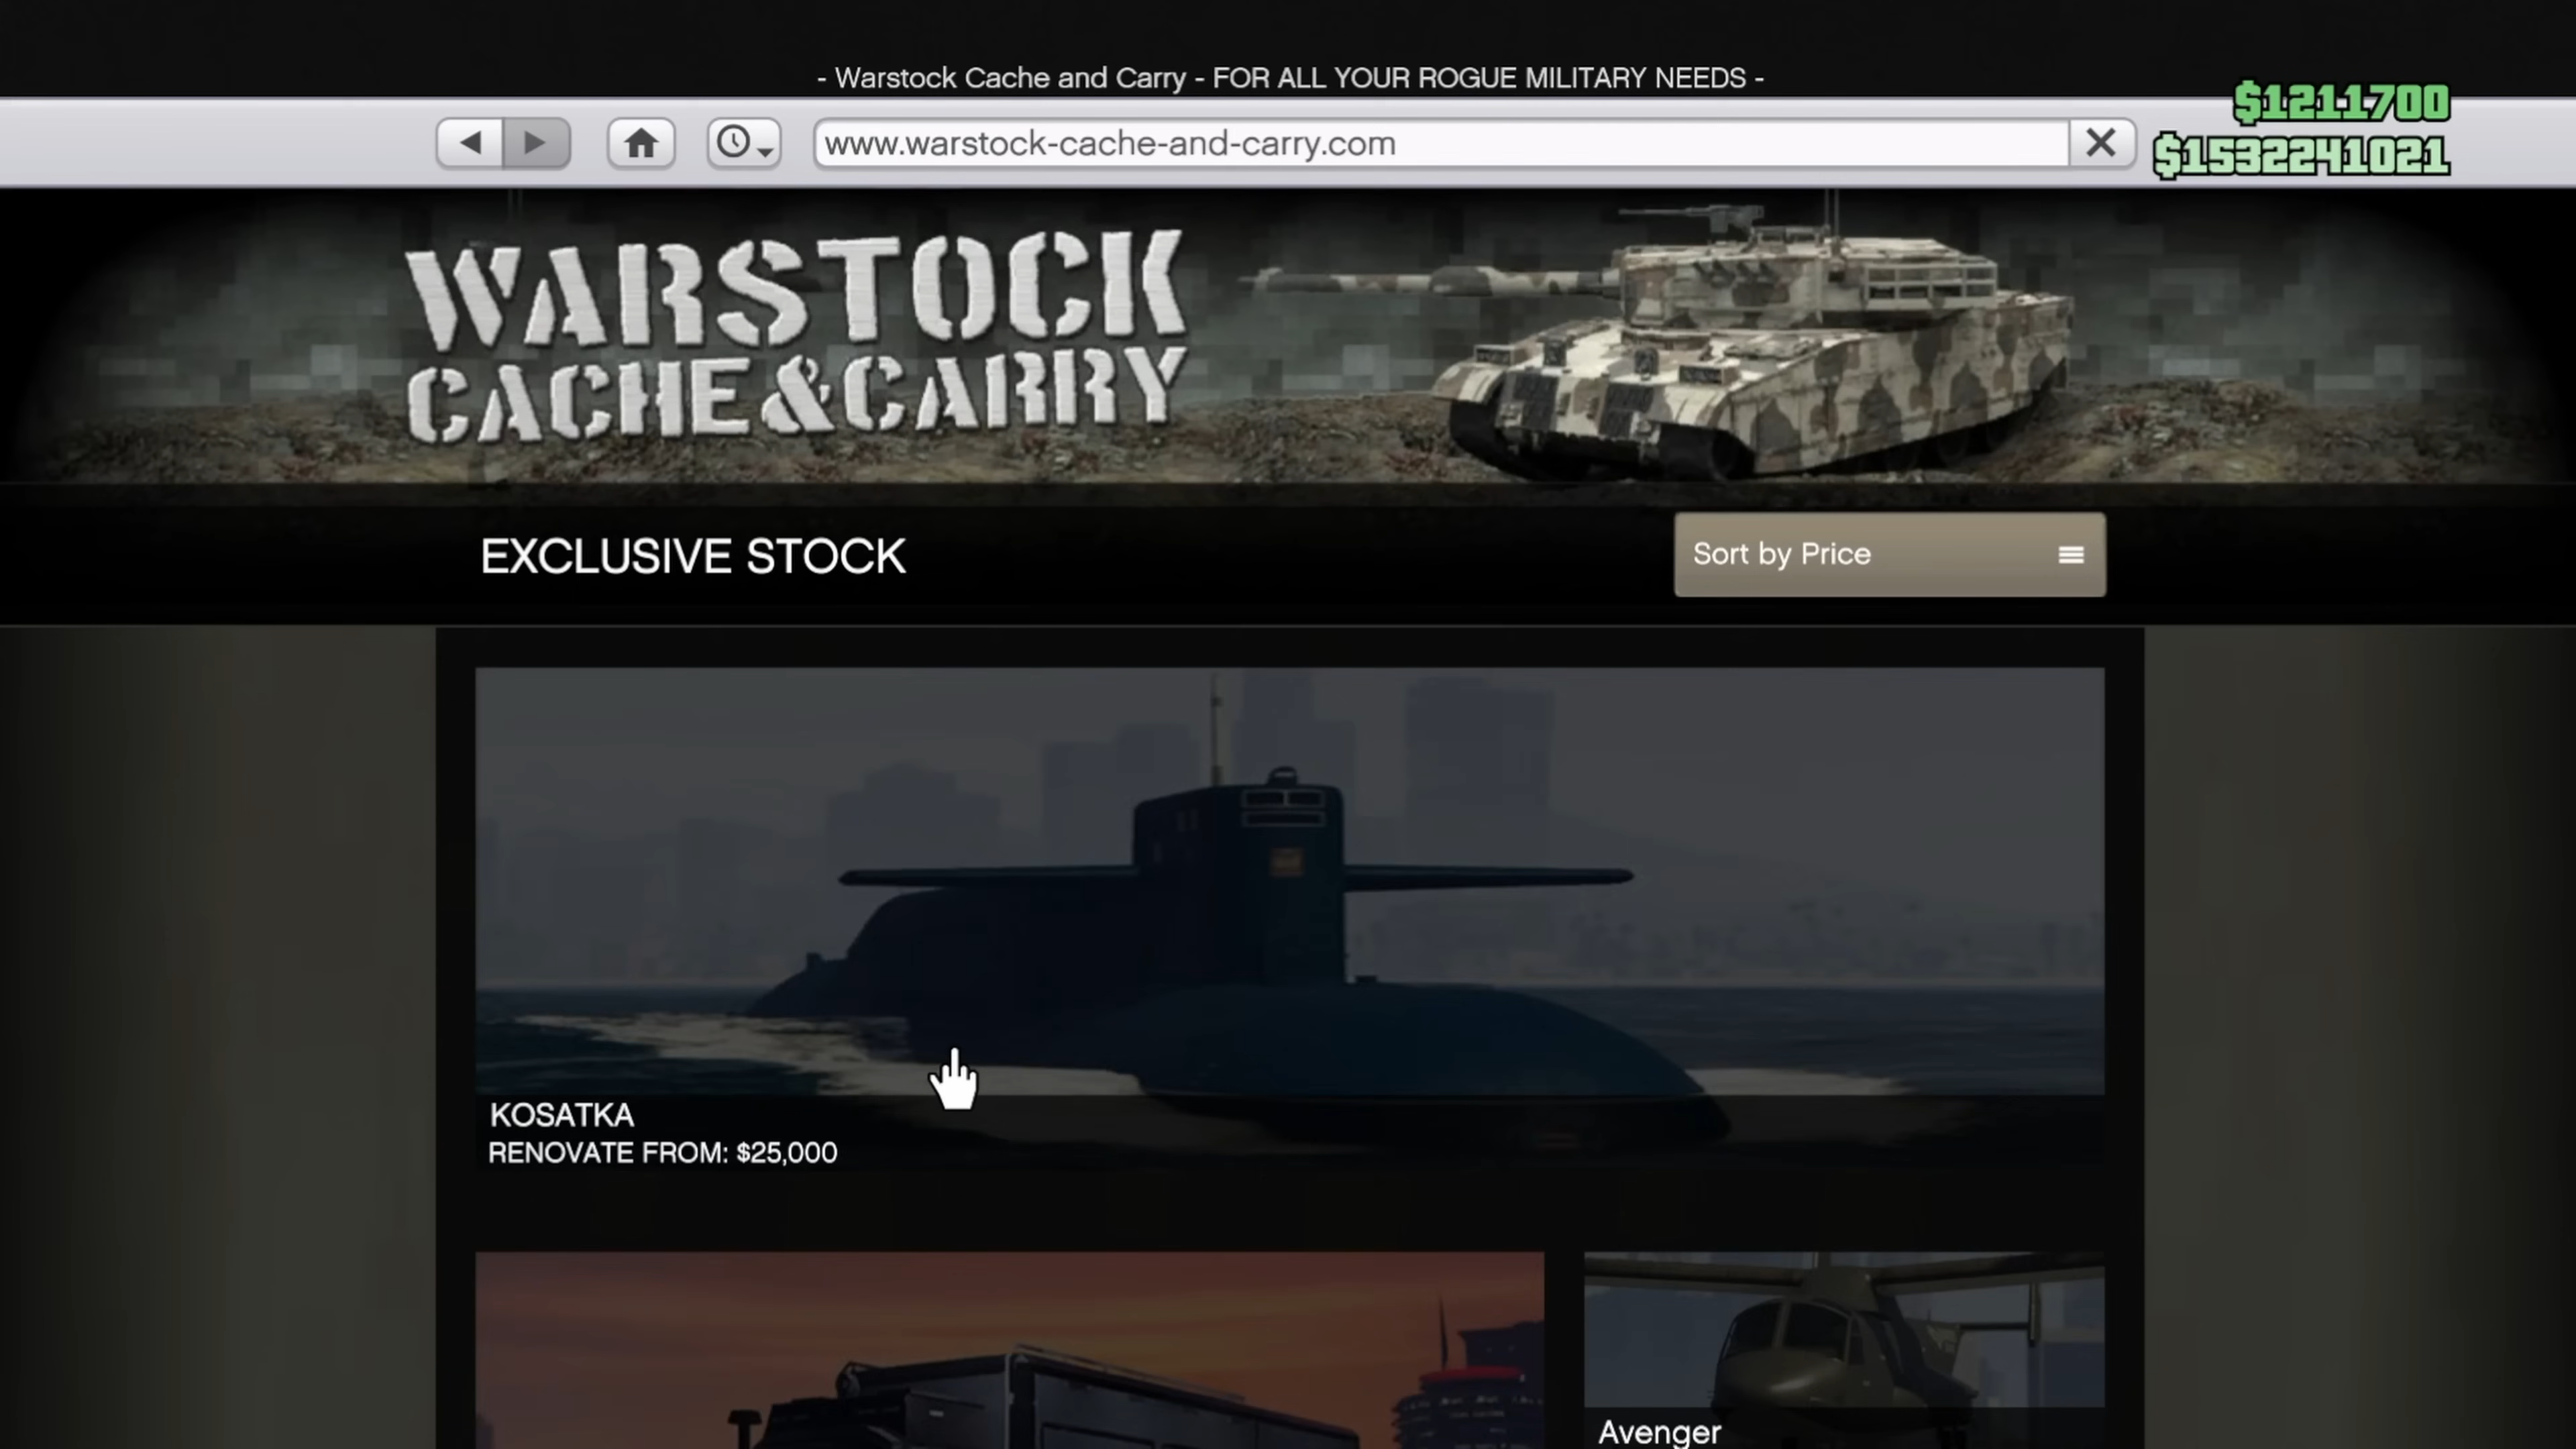 - Warstock Cache and Carry - FOR ALL YOUR ROGUE MILITARY NEEDS -
www.warstock-cache-and-carry.com
$1211700
$1532241021
WARSTOCK
CACHE&CARRY
EXCLUSIVE STOCK
Sort by Price
KOSATKA
RENOVATE FROM: $25,000
Avenger